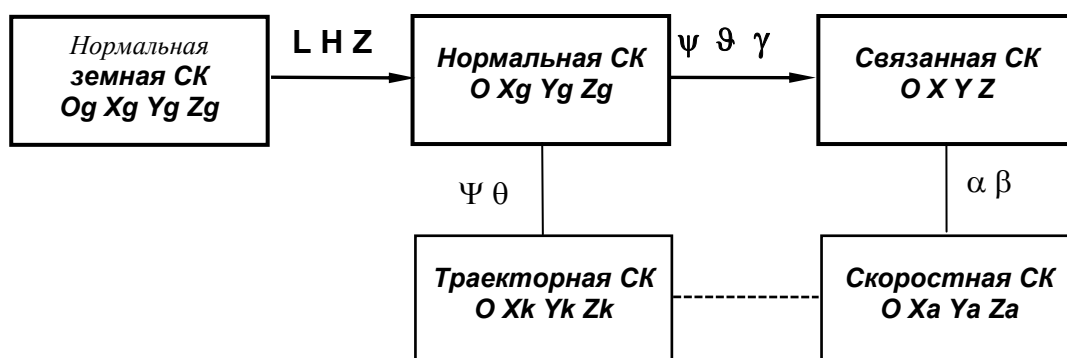 Нормальная
земная СК
Og Xg Yg Zg
L H Z
Нормальная СК
O Xg Yg Zg
ψ ϑ γ
Связанная СК
O X Y Z
Ψ θ
α β
Траекторная СК
O Xk Yk Zk
Скоростная СК
O Xa Ya Za